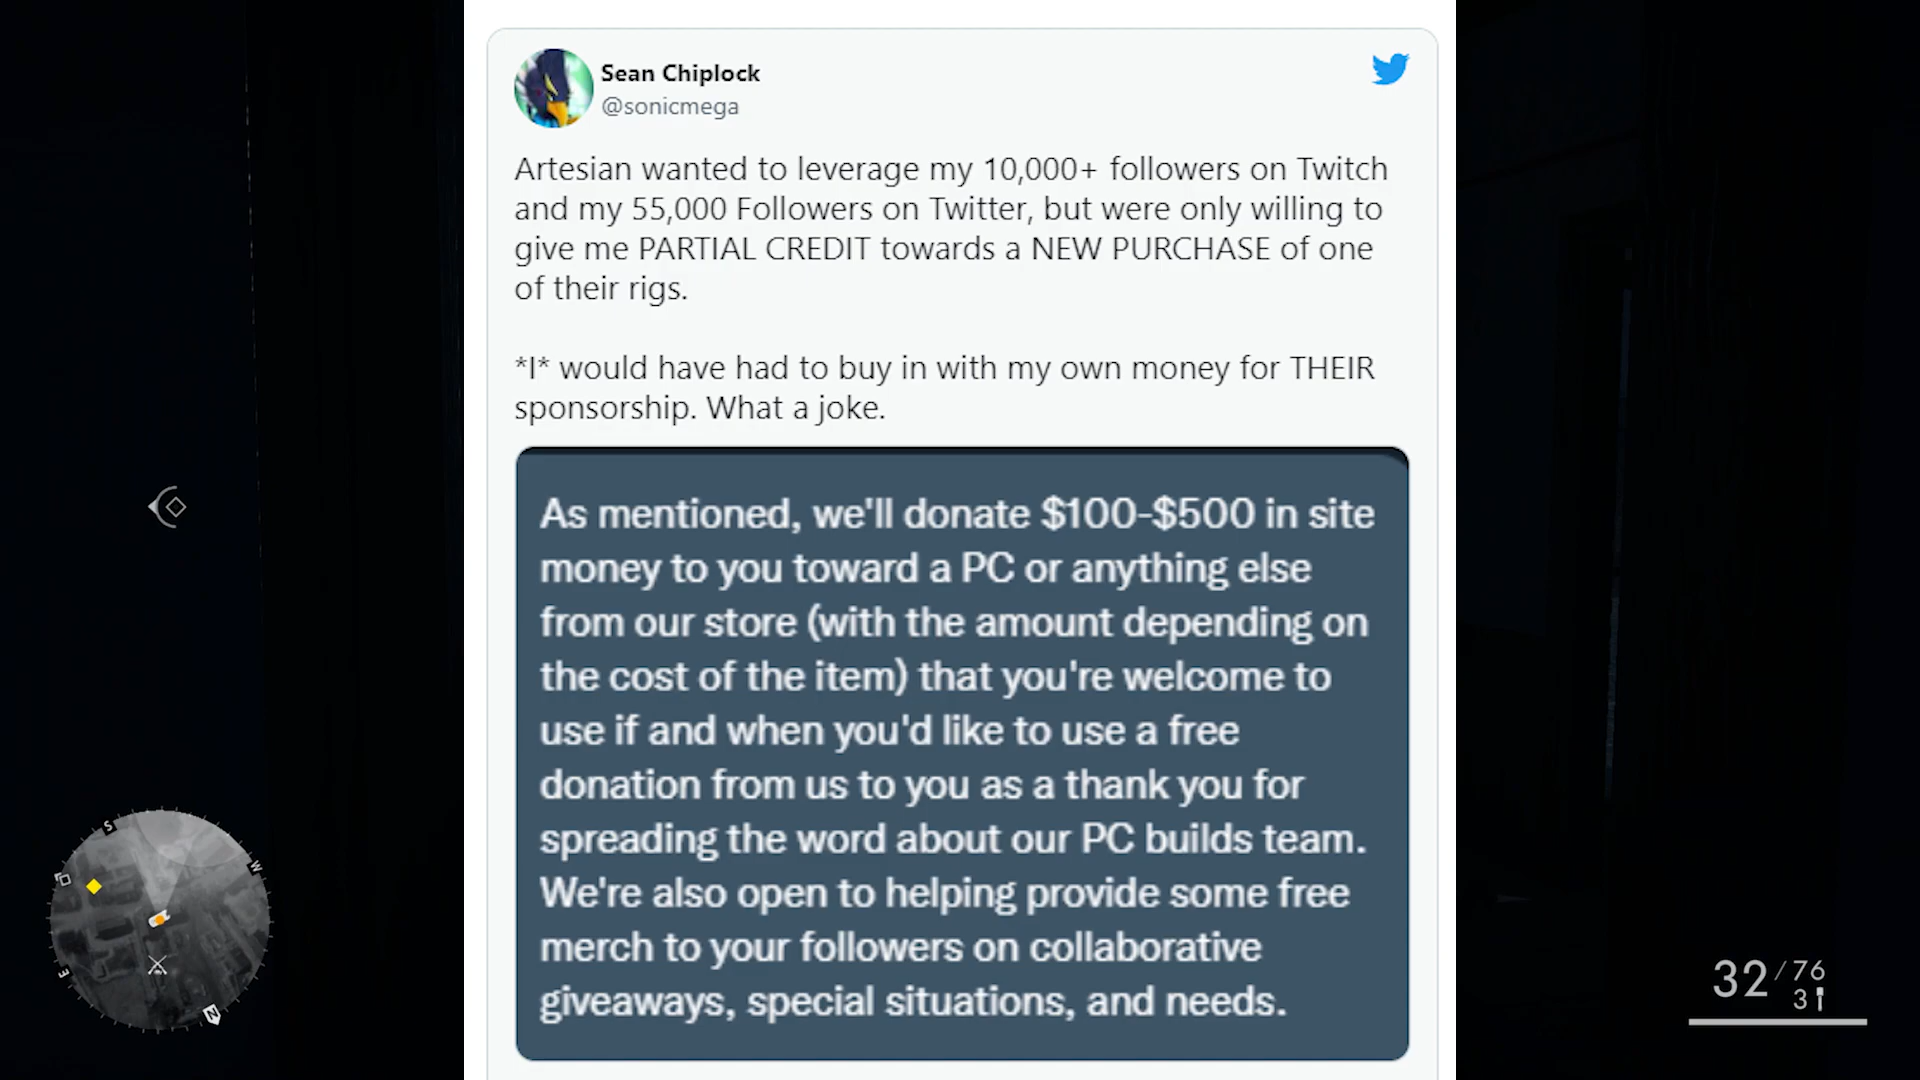 Sean Chiplock
@sonicmega
Artesian wanted to leverage my 10,000+ followers on Twitch
and my 55,000 Followers on Twitter, but were only willing to
give me PARTIAL CREDIT towards a NEW PURCHASE of one
of their rigs.
*I* would have had to buy in with my own money for THEIR
sponsorship. What a joke.
As mentioned, we'll donate $100-$500 in site
money to you toward a PC or anything else
from our store (with the amount depending on
the cost of the item) that you're welcome to
use if and when you'd like to use a free
donation from us to you as a thank you for
spreading the word about our PC builds team.
We're also open to helping provide some free
merch to your followers on collaborative
giveaways, special situations, and needs.
S
W
E
N
32/76
3